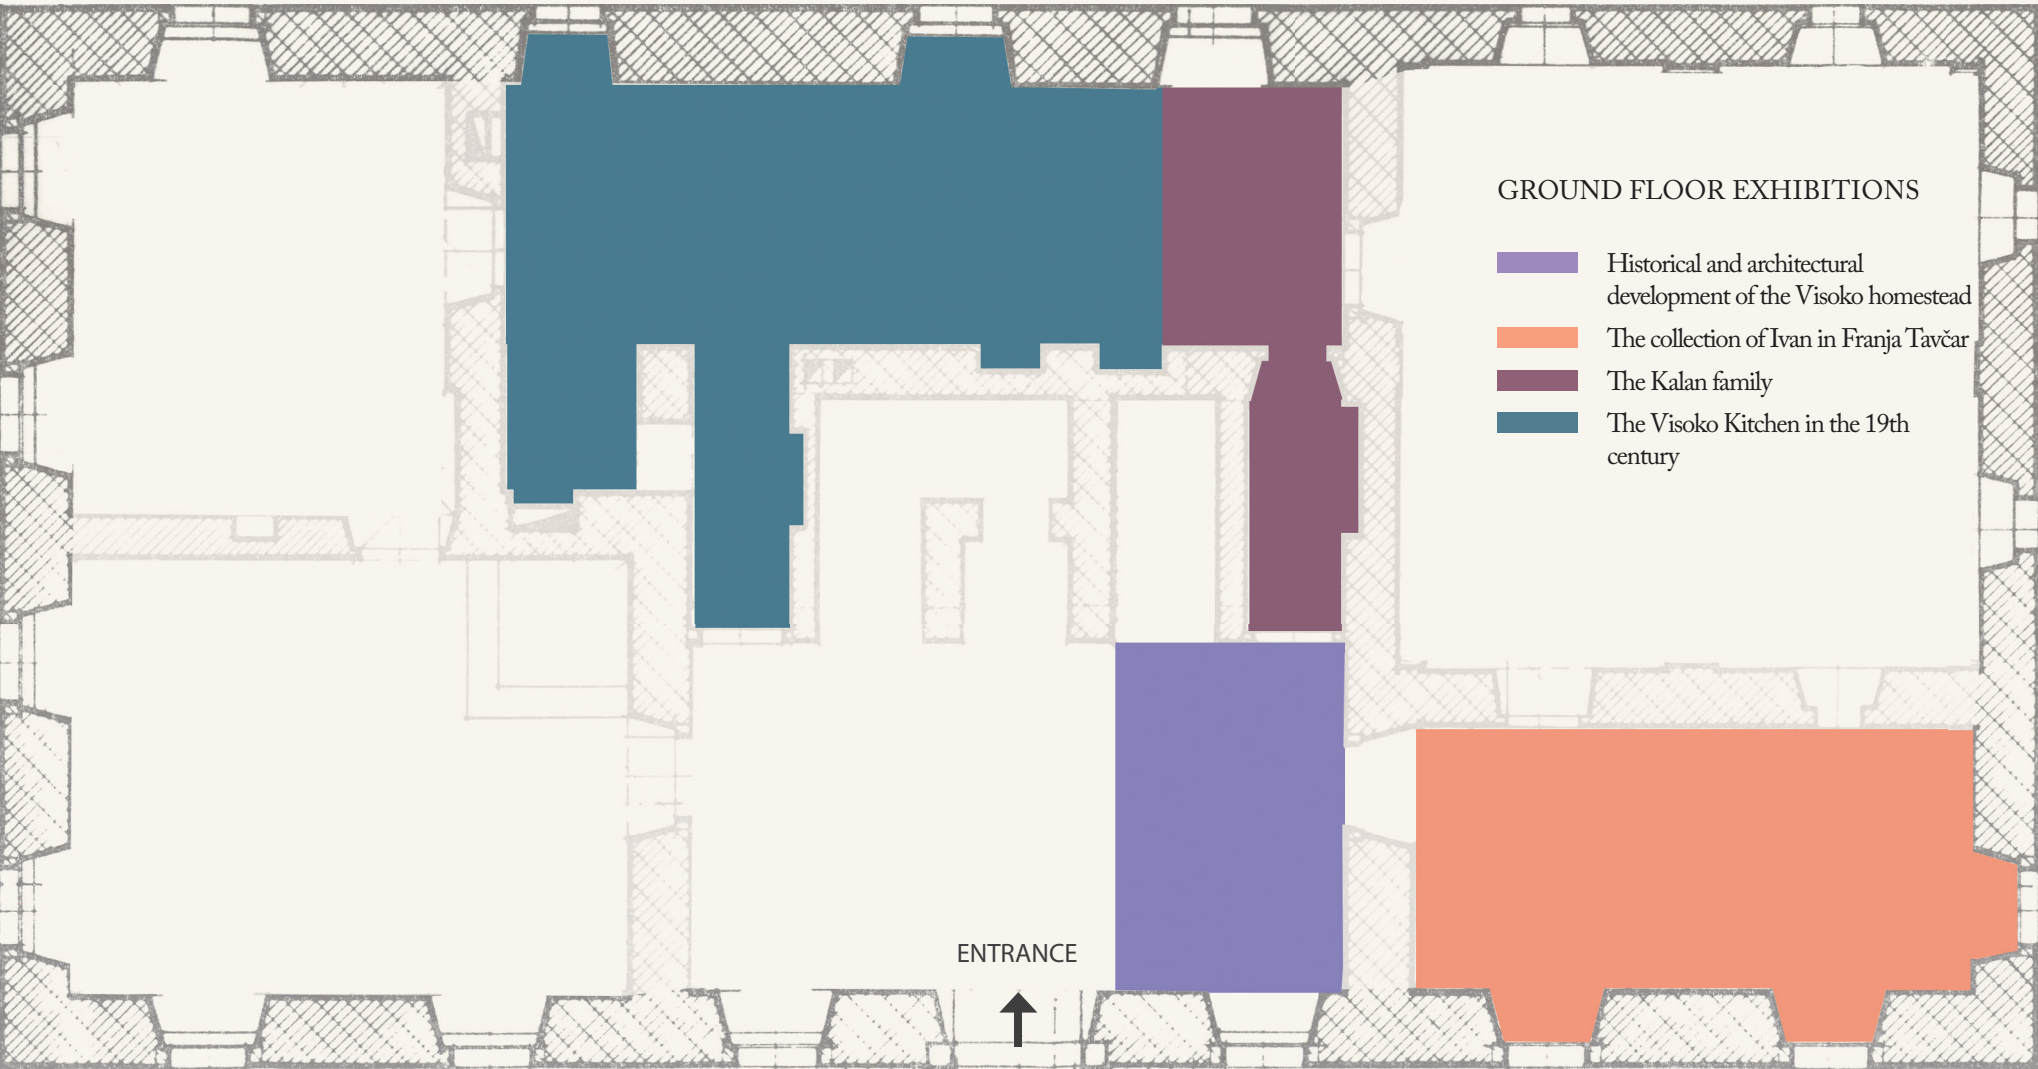 GROUND FLOOR EXHIBITIONS
Historical and architectural
development of the Visoko homestead
The collection of Ivan in Franja Tavčar
The Kalan family
The Visoko Kitchen in the 19th
century
ENTRANCE